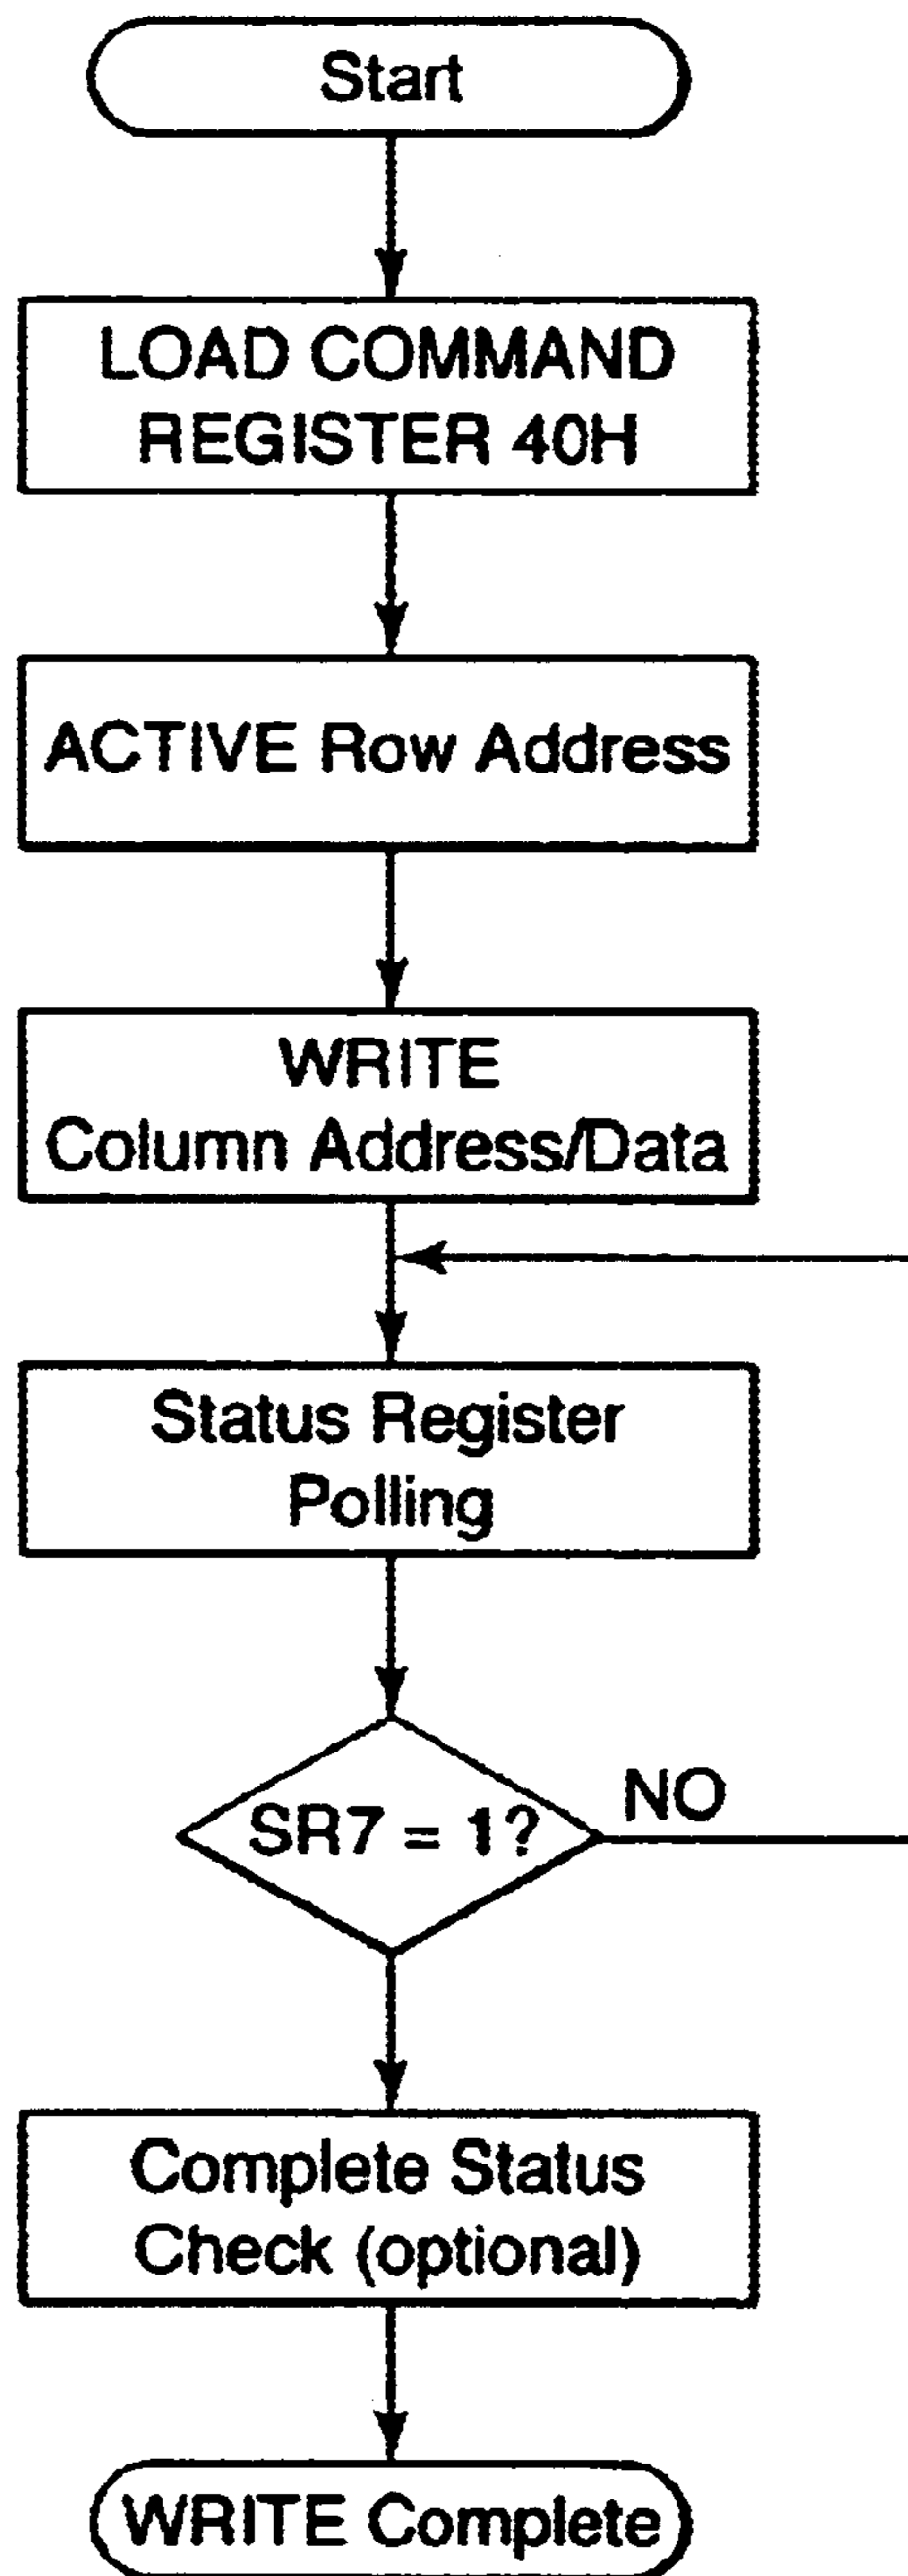 Start
LOAD COMMAND
REGISTER 40H
ACTIVE Row Address
WRITE
Column Address/Data
Status Register
Polling
SR7 = 1?
NO
Complete Status
Check (optional)
WRITE Complete